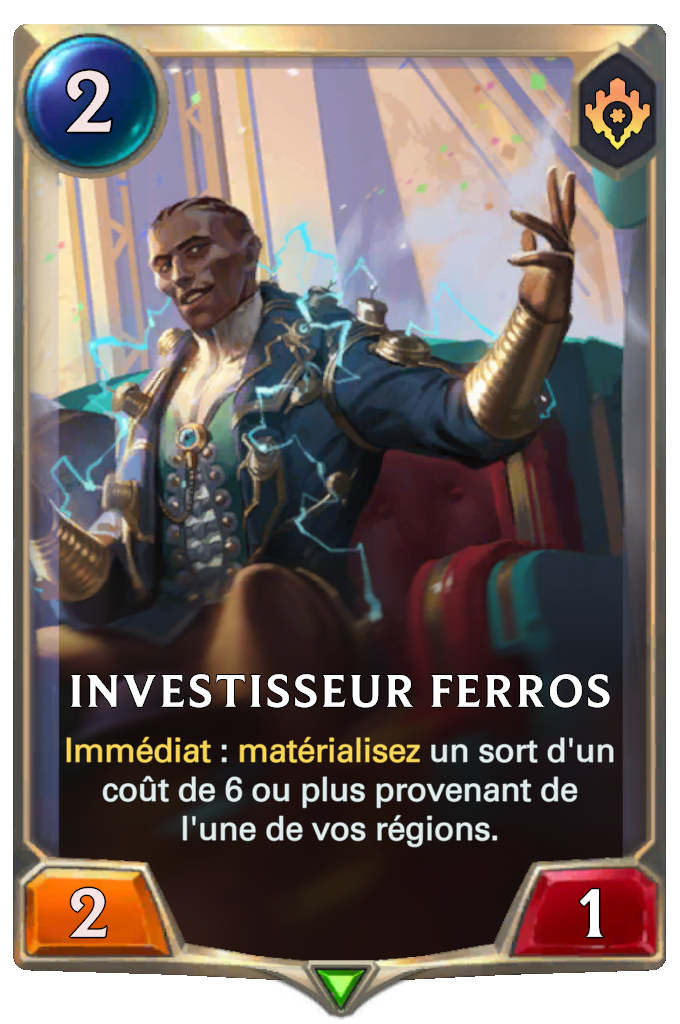 2
INVESTISSEUR FERROS
Immédiat : matérialisez un sort d'un
coût de 6 ou plus provenant de
l'une de vos régions.
2 1